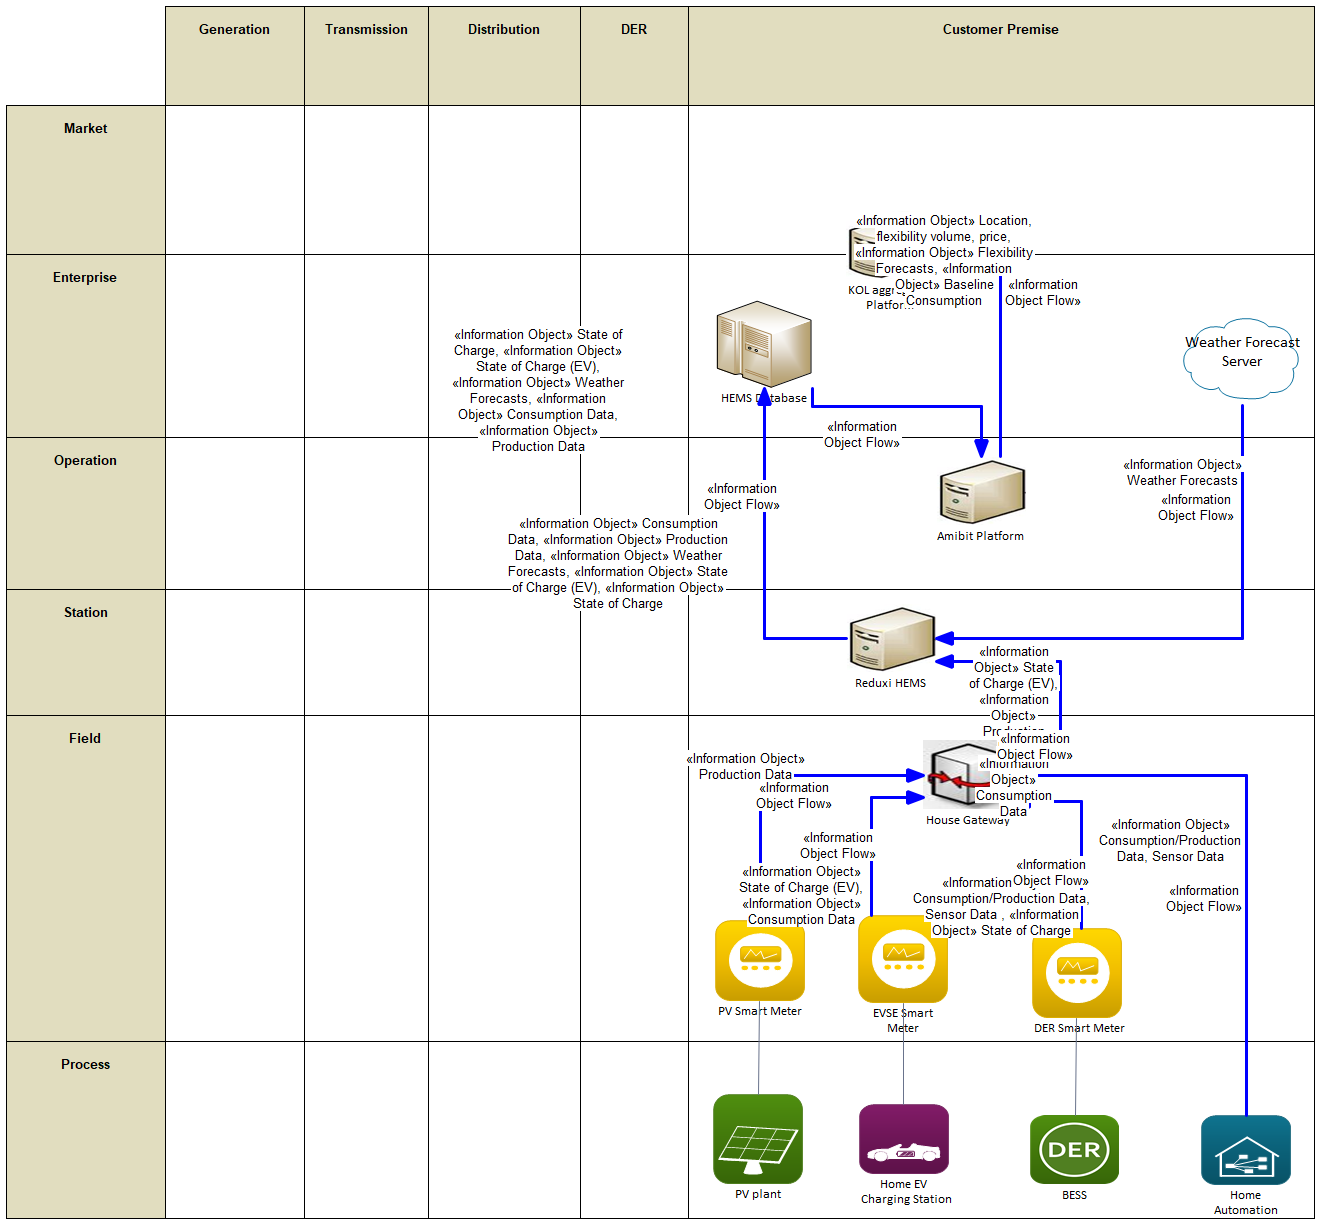 Generation
Transmission
Distribution
DER
Customer Premise
Market
«Information Object» Location,
flexibility volume, price,
«Information Object» Flexibility
Forecasts, «Information
Object» Baseline
Consumption
Enterprise
KOL
«Information
Object Flow»
«Information Object» State of
Charge, «Information Object»
State of Charge (EV),
«Information Object» Weather
Forecasts, «Information
Object» Consumption Data,
«Information Object»
Production Data
HEMS Database
Weather Forecast
Server
«Information
Object Flow»
Operation
«Information
Object Flow»
Amibit Platform
«Information Object»
Weather Forecasts
«Information
Object Flow»
«Information Object» Consumption
Data, «Information Object» Production
Data, «Information Object» Weather
Forecasts, «Information Object» State
of Charge (EV), «Information Object»
State of Charge
Station
Reduxi HEMS
«Information
Object» State
of Charge (EV),
«Information
Object»
Production
Field
«Information
Object Flow»
«Information
Object»
Consumption
Data
«Information Object»
Production Data
«Information
Object Flow»
House Gateway
«Information
Object Flow»
«Information Object»
Consumption/Production
Data, Sensor Data
«Information Object»
State of Charge (EV),
«Information Object»
Consumption Data
«Information
Object Flow»
«Information
Consumption/Production Data,
Sensor Data , «Information
Object» State of Charge
«Information
Object Flow»
PV Smart Meter
EVSE Smart
Meter
DER Smart Meter
Process
PV plant
Home EV
Charging Station
DER
BESS
Home
Automation